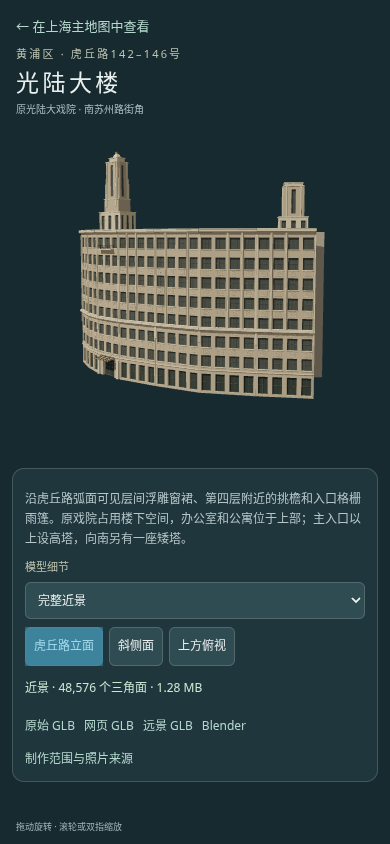 ← 在上海主地图中查看
黄浦区 · 虎丘路142–146号
光陆大楼
原光陆大戏院 · 南苏州路街角
沿虎丘路弧面可见层间浮雕窗裙、第四层附近的挑檐和入口格栅
雨篷。原戏院占用楼下空间，办公室和公寓位于上部；主入口以
上设高塔，向南另有一座矮塔。
模型细节
完整近景
虎丘路立面 斜侧面 上方俯视
近景 · 48,576 个三角面 · 1.28 MB
原始 GLB 网页 GLB 远景 GLB Blender
制作范围与照片来源
拖动旋转 · 滚轮或双指缩放